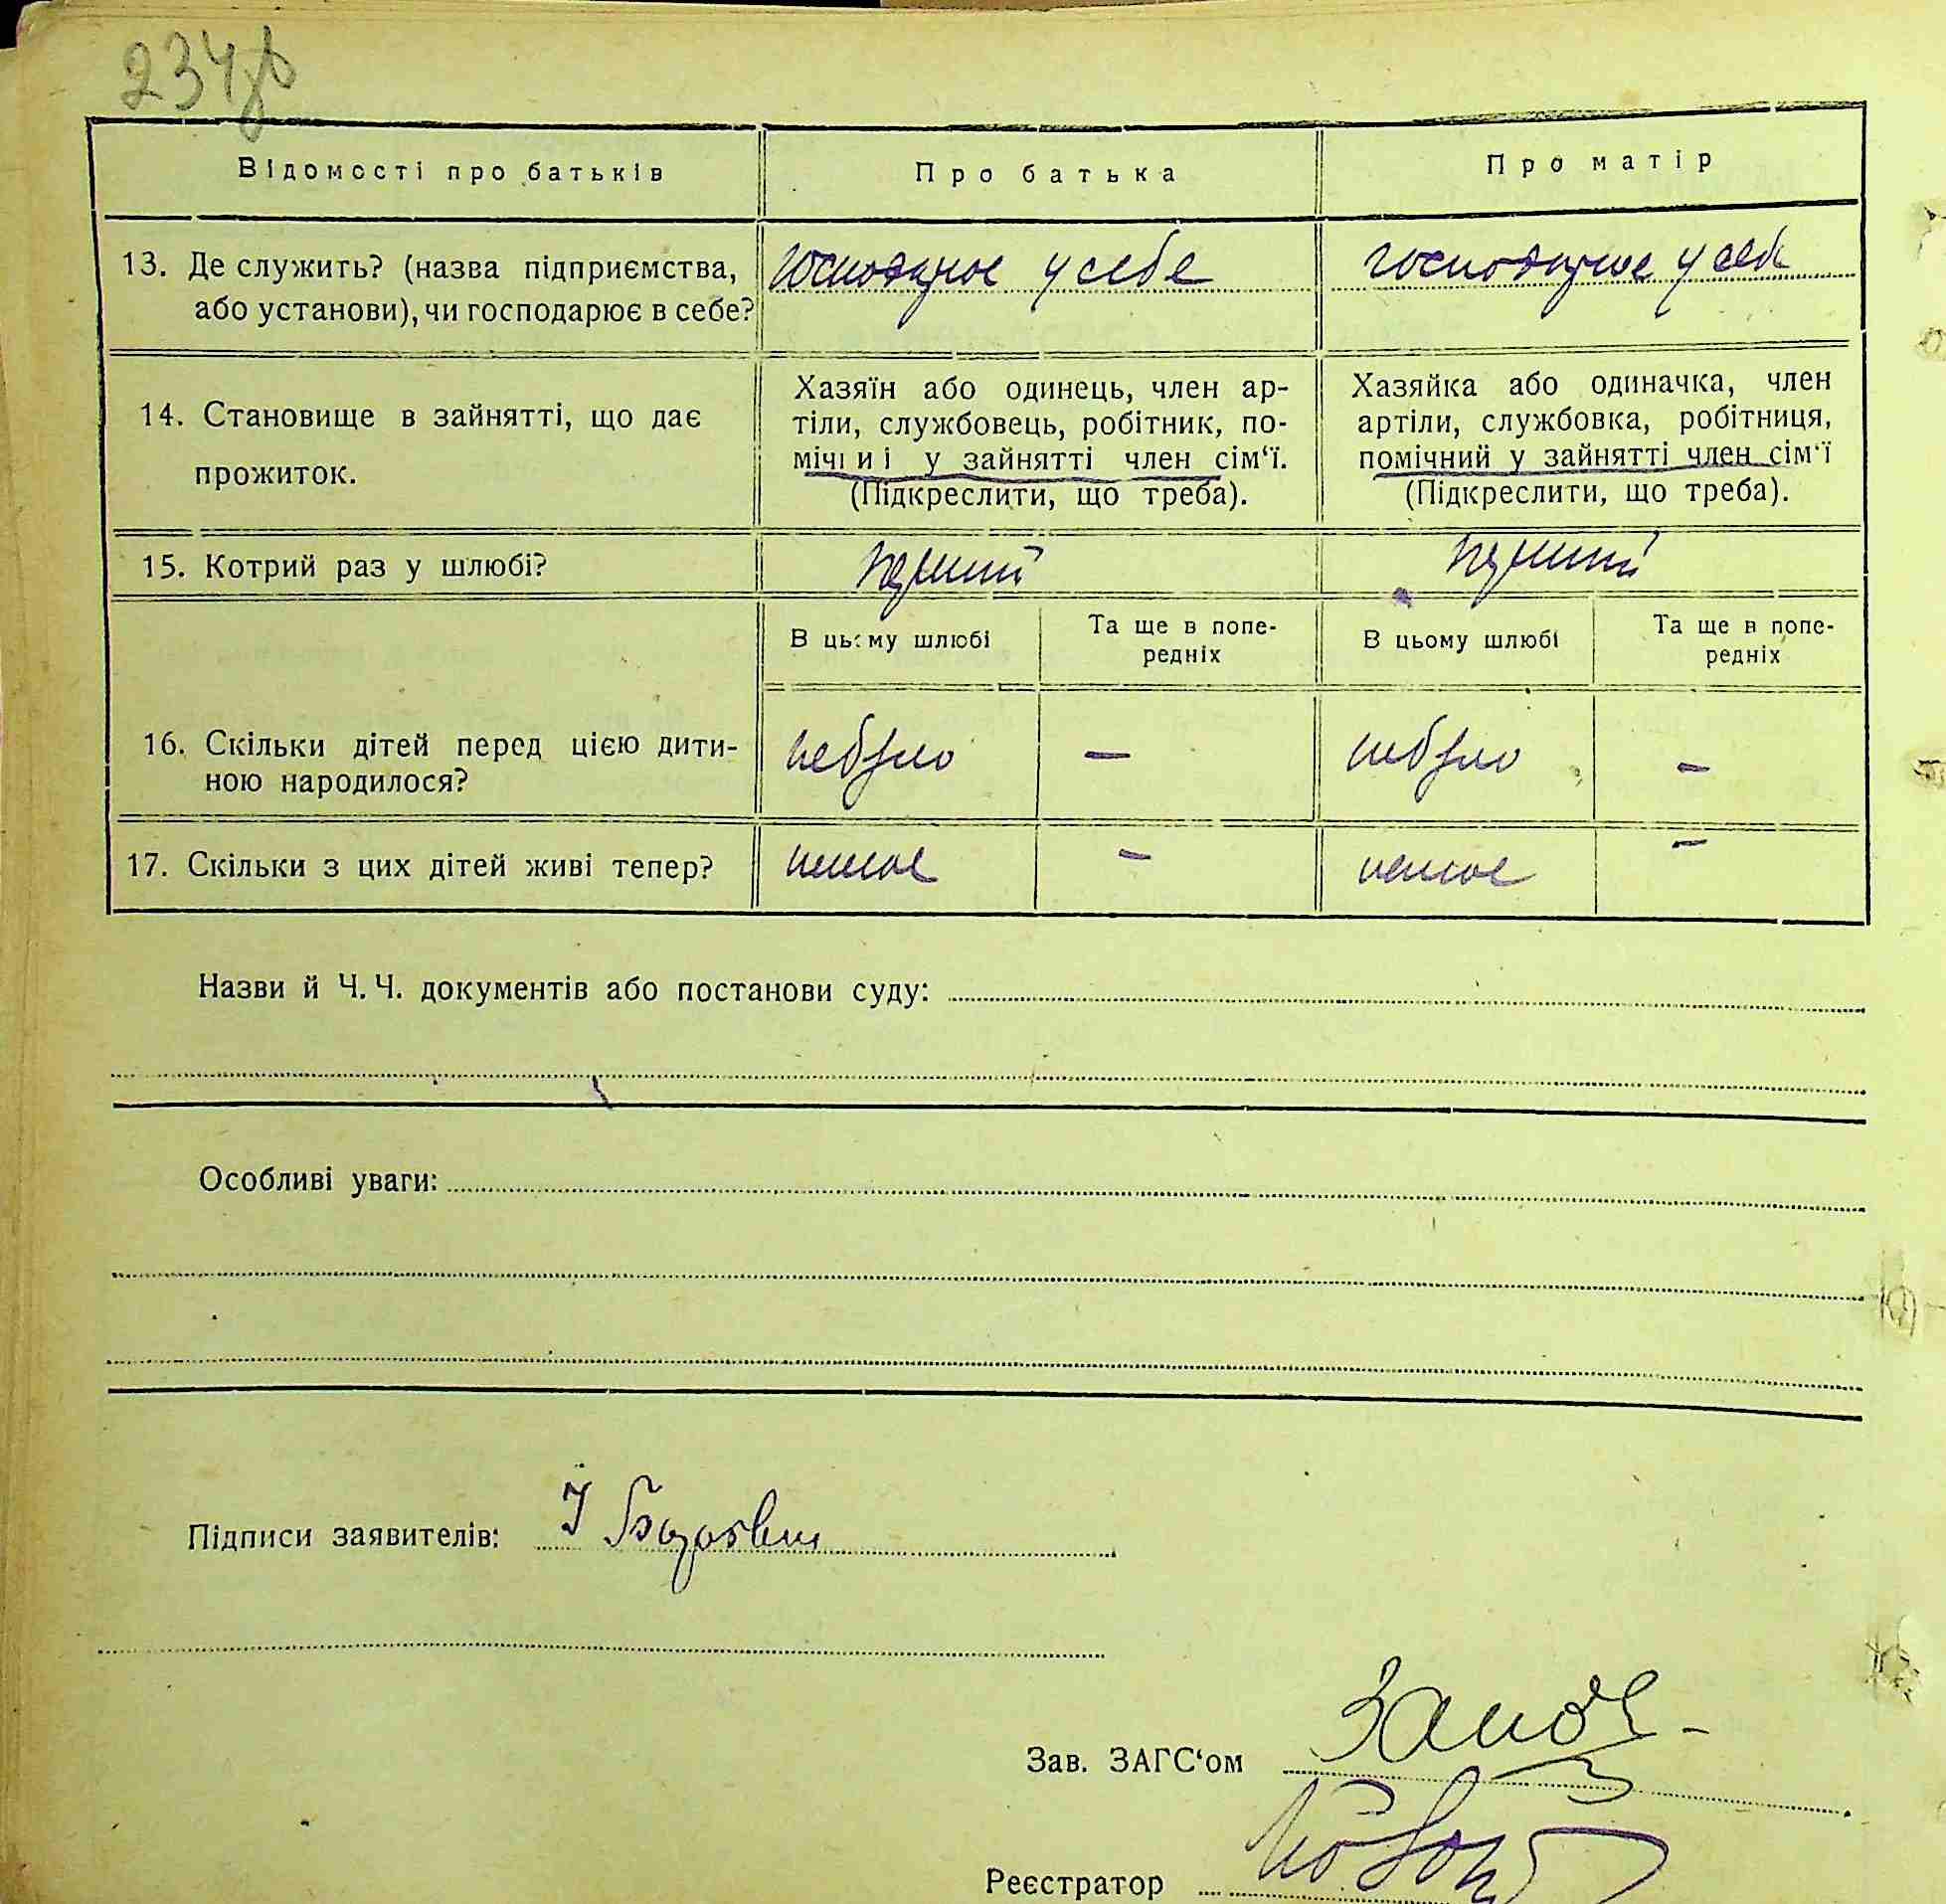 234
Відомості про батьків
Про батька
Про матір
13. Де служить? (назва підприємства,
або установи), чи господарює в себе?
господарює у себе
господарює у себе
14. Становище в зайнятті, що дає
прожиток.
Хазяїн або одинець, член ар-
тіли, службовець, робітник, по-
мічний у зайнятті член сім‘ї.
(Підкреслити, що треба).
Хазяйка або одиначка, член
артіли, службовка, робітниця,
помічний у зайнятті член сім‘ї
(Підкреслити, що треба).
15. Котрий раз у шлюбі?
перший
перший
В цьому шлюбі
Та ще в попе-
редніх
В цьому шлюбі
Та ще в попе-
редніх
16. Скільки дітей перед цією дити-
ною народилося?
небуло
—
небуло
—
17. Скільки з цих дітей живі тепер?
немає
—
немає
—
Назви й Ч. Ч. документів або постанови суду:
Особливі уваги:
Підписи заявителів:
Зав. ЗАГС‘ом
Реєстратор